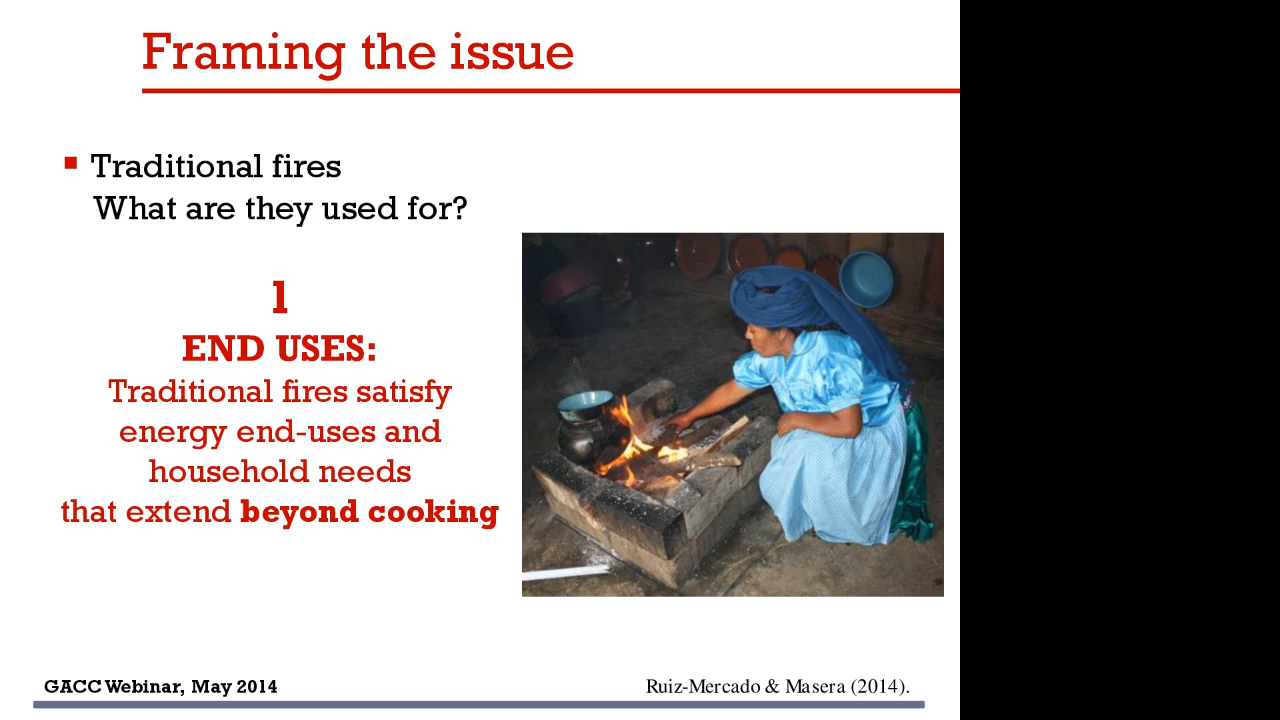 Framing the issue
Traditional fires
What are they used for?
1
END USES:
Traditional fires satisfy
energy end-uses and
household needs
that extend beyond cooking
GACC Webinar, May 2014
Ruiz-Mercado & Masera (2014).